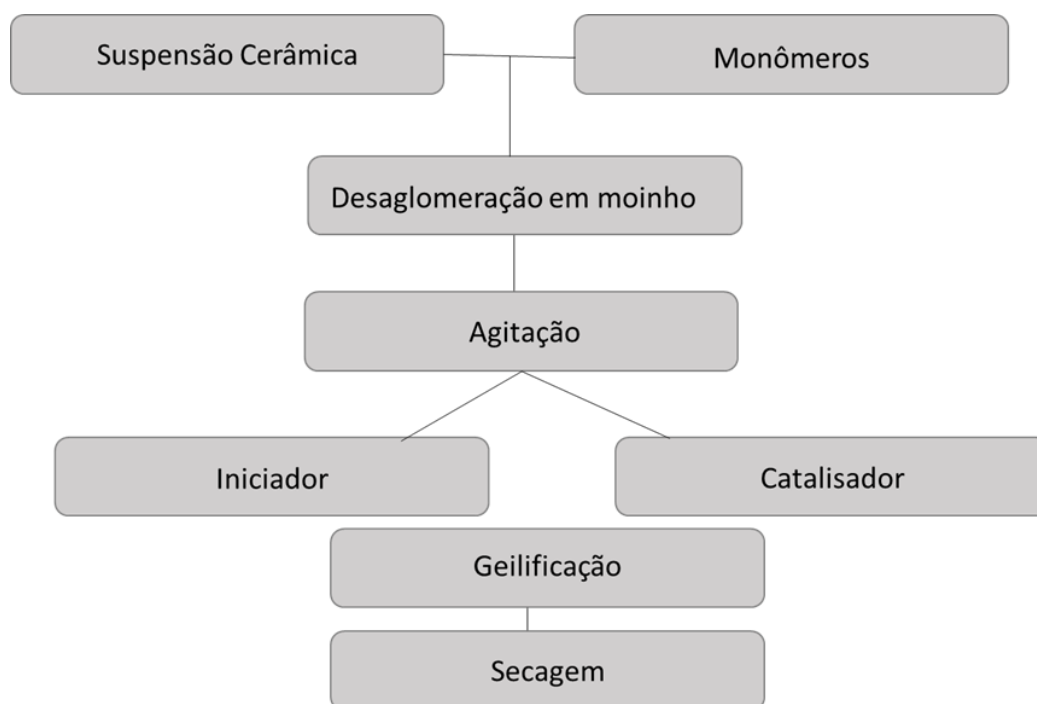 Suspensão Cerâmica
Monômeros
Desaglomeração em moinho
Agitação
Iniciador
Catalisador
Geilificação
Secagem